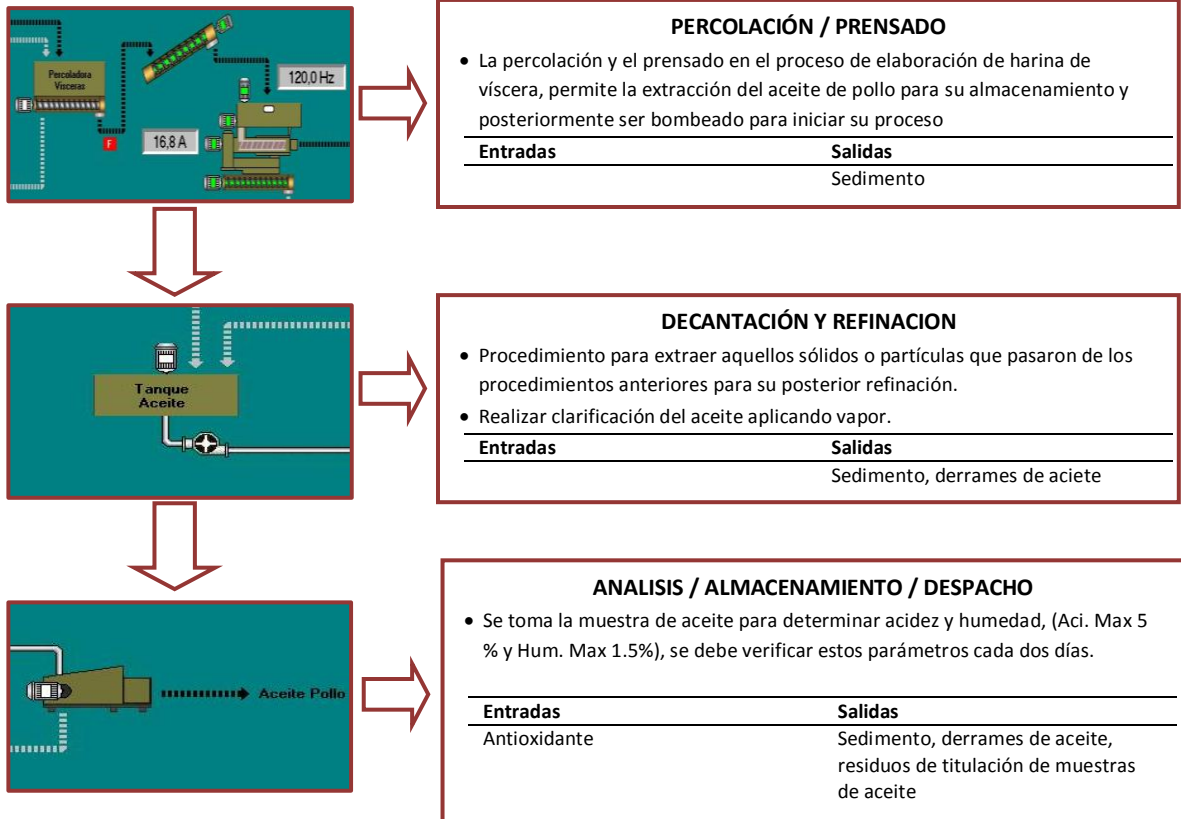 Percoladora
Vísceras
F
120,0 Hz
16,8 A
PERCOLACIÓN / PRENSADO
• La percolación y el prensado en el proceso de elaboración de harina de
víscera, permite la extracción del aceite de pollo para su almacenamiento y
posteriormente ser bombeado para iniciar su proceso
Entradas Salidas
Sedimento
Tanque
Aceite
DECANTACIÓN Y REFINACION
• Procedimiento para extraer aquellos sólidos o partículas que pasaron de los
procedimientos anteriores para su posterior refinación.
• Realizar clarificación del aceite aplicando vapor.
Entradas Salidas
Sedimento, derrames de aciete
Aceite Pollo
ANALISIS / ALMACENAMIENTO / DESPACHO
• Se toma la muestra de aceite para determinar acidez y humedad, (Aci. Max 5
% y Hum. Max 1.5%), se debe verificar estos parámetros cada dos días.
Entradas Salidas
Antioxidante Sedimento, derrames de aceite,
residuos de titulación de muestras
de aceite